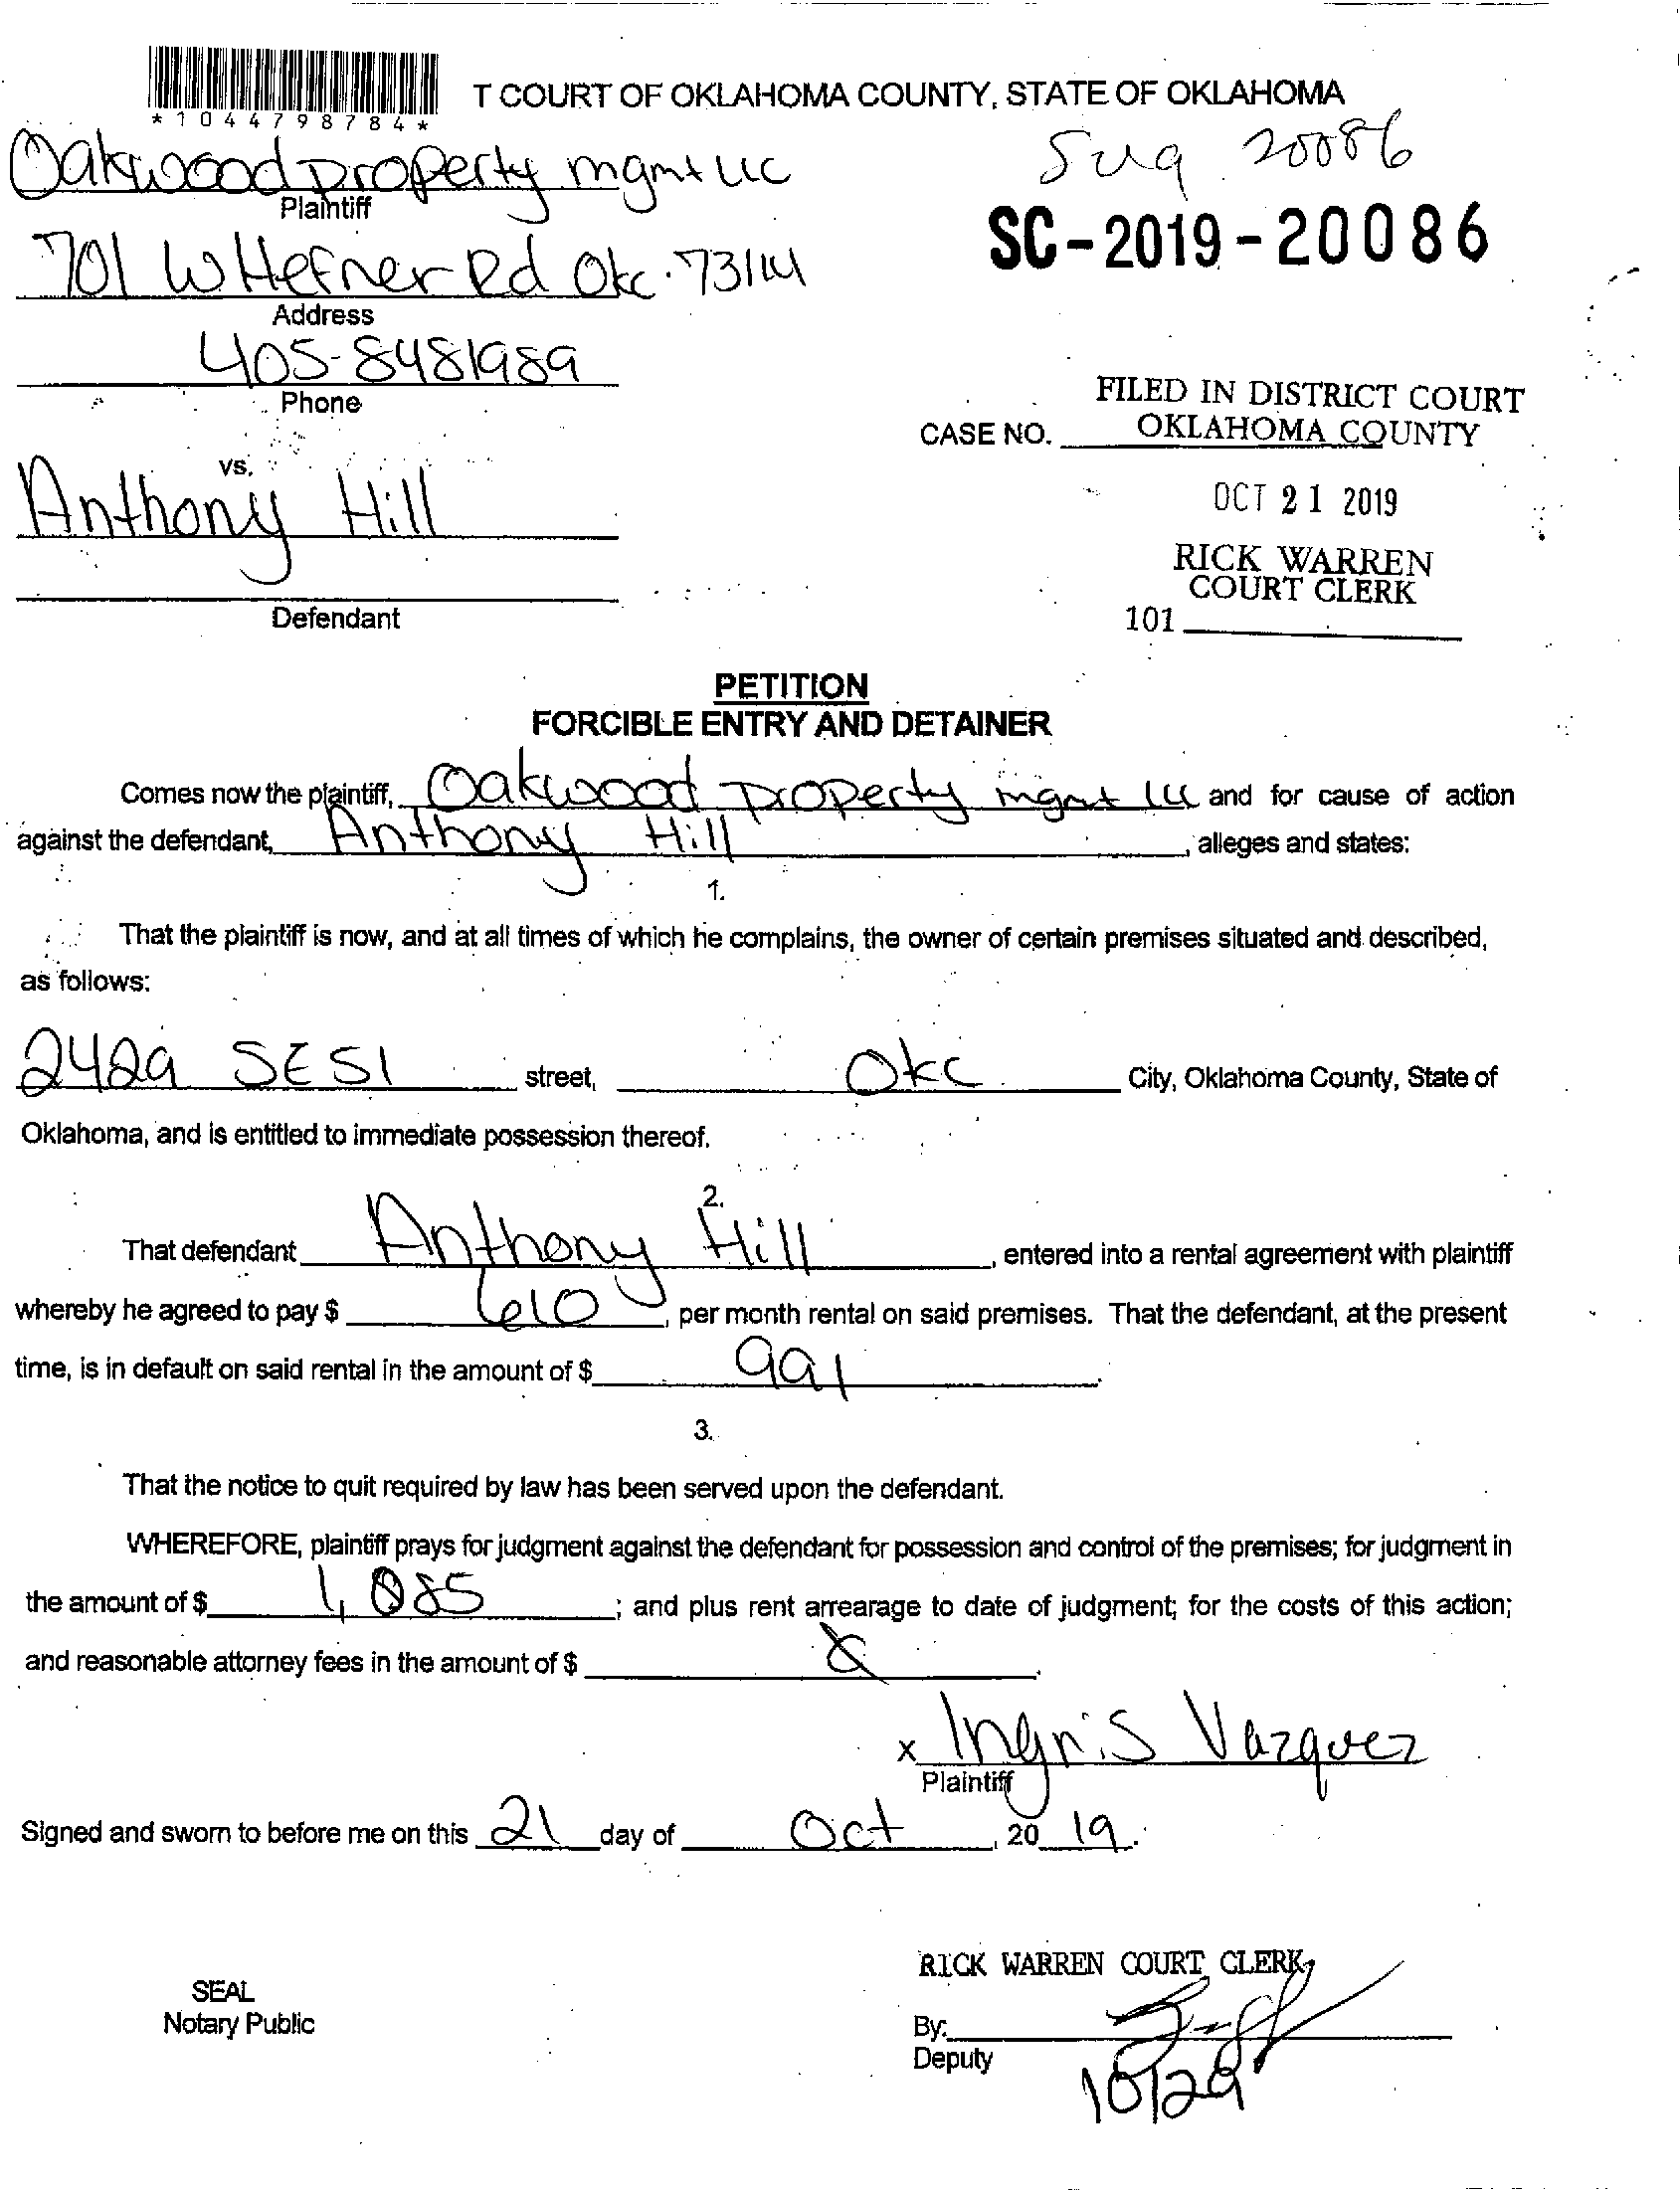 *1044798784*
T COURT OF OKLAHOMA COUNTY, STATE OF OKLAHOMA
Oakwood property mgmt LLC
Plaintiff
20086
SC-2019-20086
701 W Hefner Rd Okc. 73114
Address
405-8481989
Phone
FILED IN DISTRICT COURT
CASE NO. OKLAHOMA COUNTY
vs.
Anthony Hill
OCT 21 2019
RICK WARREN
COURT CLERK
Defendant
101
PETITION
FORCIBLE ENTRY AND DETAINER
Comes now the plaintiff, Oakwood property mgmt LLC and for cause of action
against the defendant, Anthony Hill, alleges and states:
1.
That the plaintiff is now, and at all times of which he complains, the owner of certain premises situated and described,
as follows:
2429 SE 51 street, Okc City, Oklahoma County, State of
Oklahoma, and is entitled to immediate possession thereof.
2.
That defendant Anthony Hill, entered into a rental agreement with plaintiff
whereby he agreed to pay $ 610, per month rental on said premises. That the defendant, at the present
time, is in default on said rental in the amount of $ 991.
3.
That the notice to quit required by law has been served upon the defendant.
WHEREFORE, plaintiff prays for judgment against the defendant for possession and control of the premises; for judgment in
the amount of $ 1,085; and plus rent arrearage to date of judgment; for the costs of this action;
and reasonable attorney fees in the amount of $
x Ingris Vazquez
Plaintiff
Signed and sworn to before me on this 21 day of Oct, 20 19.
RICK WARREN COURT CLERK
SEAL
Notary Public
By:
Deputy
10/29